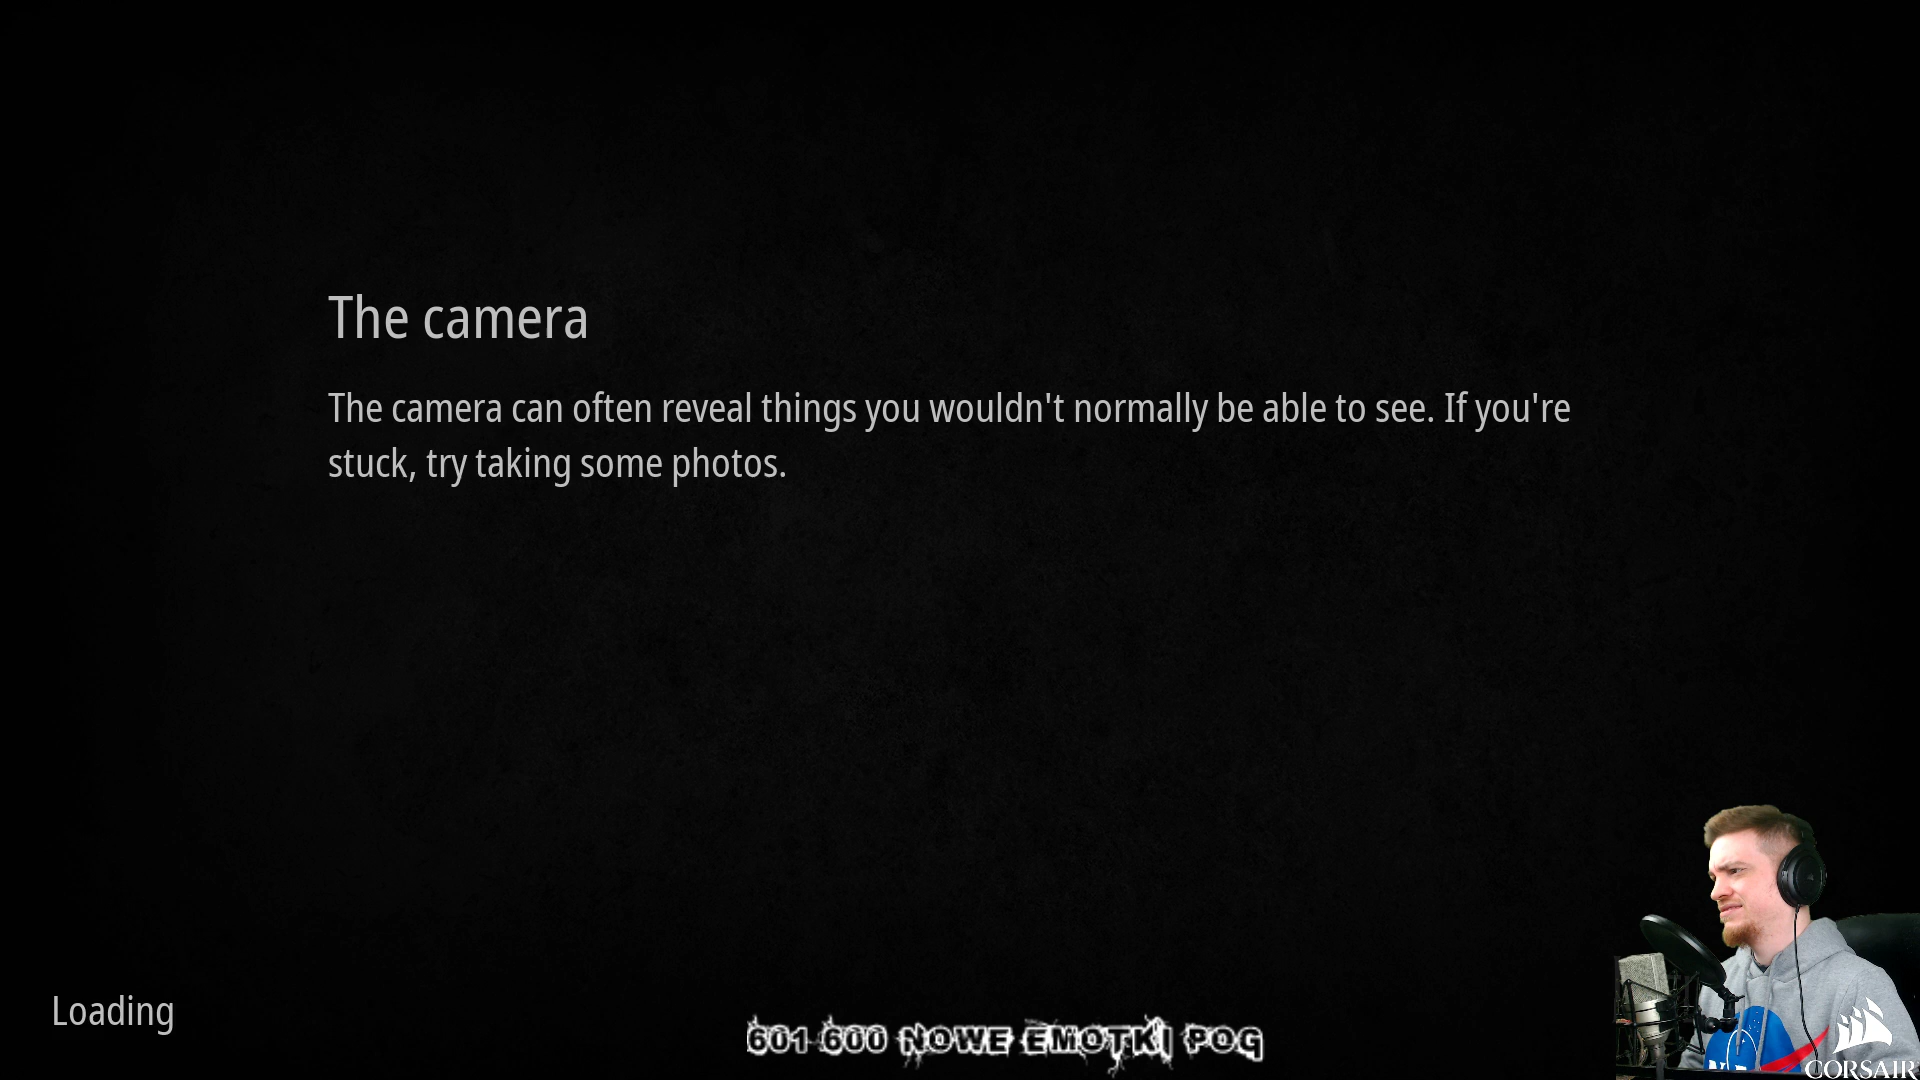 The camera
The camera can often reveal things you wouldn't normally be able to see. If you're
stuck, try taking some photos.
Loading
601 600 NOWE EMOTKI POG
CORSAIR